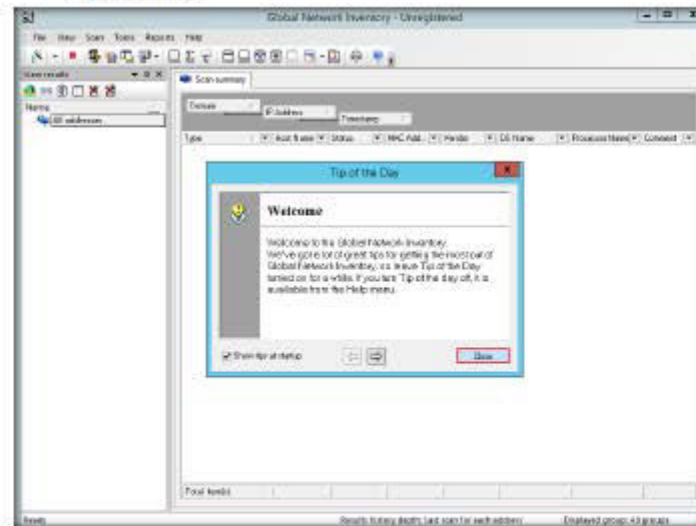 Global Network Inventory - Unregistered
File View Scan Tools Reports Help
View results
Name
All addresses
Scan summary
Domain
IP Address
Timestamp
Type Host Name Status MAC Add... Vendor OS Name Processor Name Comment
Tip of the Day
Welcome
Welcome to the Global Network Inventory.
We've got a lot of great tips for getting the most out of
Global Network Inventory, so leave Tip of the Day
turned on for a while. If you turn Tip of the day off, it is
available from the Help menu.
Show tips at startup
Close
Total items(s)
Ready
Results history depth: Last scan for each address
Displayed group: All groups